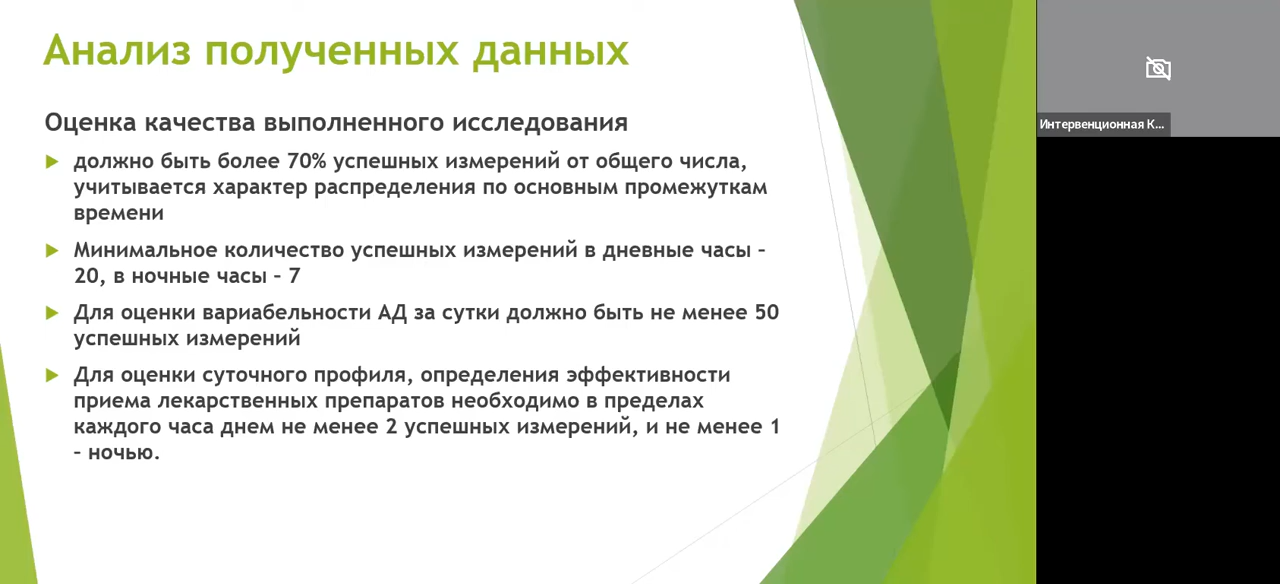 Анализ полученных данных
Оценка качества выполненного исследования
должно быть более 70% успешных измерений от общего числа,
учитывается характер распределения по основным промежуткам
времени
Минимальное количество успешных измерений в дневные часы –
20, в ночные часы – 7
Для оценки вариабельности АД за сутки должно быть не менее 50
успешных измерений
Для оценки суточного профиля, определения эффективности
приема лекарственных препаратов необходимо в пределах
каждого часа днем не менее 2 успешных измерений, и не менее 1
– ночью.
Интервенционная К...